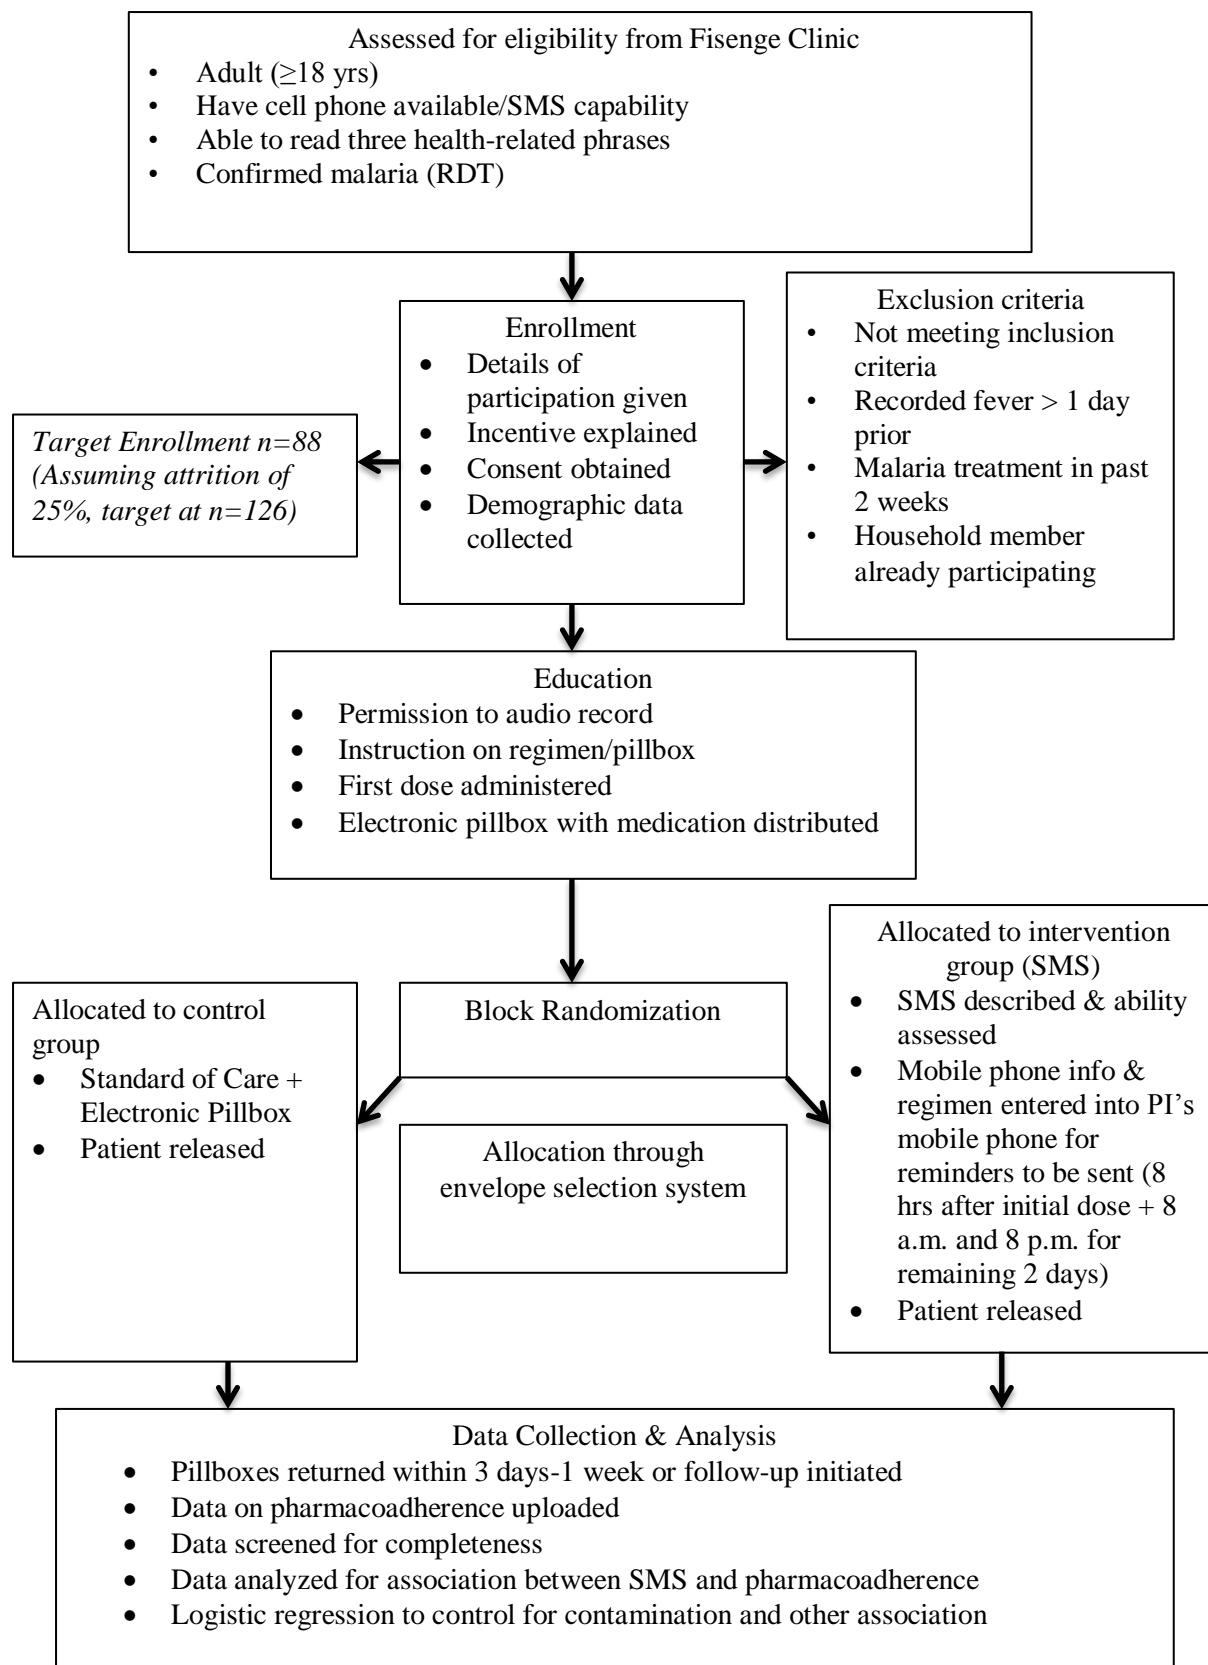 Assessed for eligibility from Fisenge Clinic
• Adult (≥18 yrs)
• Have cell phone available/SMS capability
• Able to read three health-related phrases
• Confirmed malaria (RDT)
Enrollment
• Details of
participation given
• Incentive explained
• Consent obtained
• Demographic data
collected
Exclusion criteria
• Not meeting inclusion
criteria
• Recorded fever > 1 day
prior
• Malaria treatment in past
2 weeks
• Household member
already participating
Target Enrollment n=88
(Assuming attrition of
25%, target at n=126)
Education
• Permission to audio record
• Instruction on regimen/pillbox
• First dose administered
• Electronic pillbox with medication distributed
Block Randomization
Allocation through
envelope selection system
Allocated to control
group
• Standard of Care +
Electronic Pillbox
• Patient released
Allocated to intervention
group (SMS)
• SMS described & ability
assessed
• Mobile phone info &
regimen entered into PI’s
mobile phone for
reminders to be sent (8
hrs after initial dose + 8
a.m. and 8 p.m. for
remaining 2 days)
• Patient released
Data Collection & Analysis
• Pillboxes returned within 3 days-1 week or follow-up initiated
• Data on pharmacoadherence uploaded
• Data screened for completeness
• Data analyzed for association between SMS and pharmacoadherence
• Logistic regression to control for contamination and other association